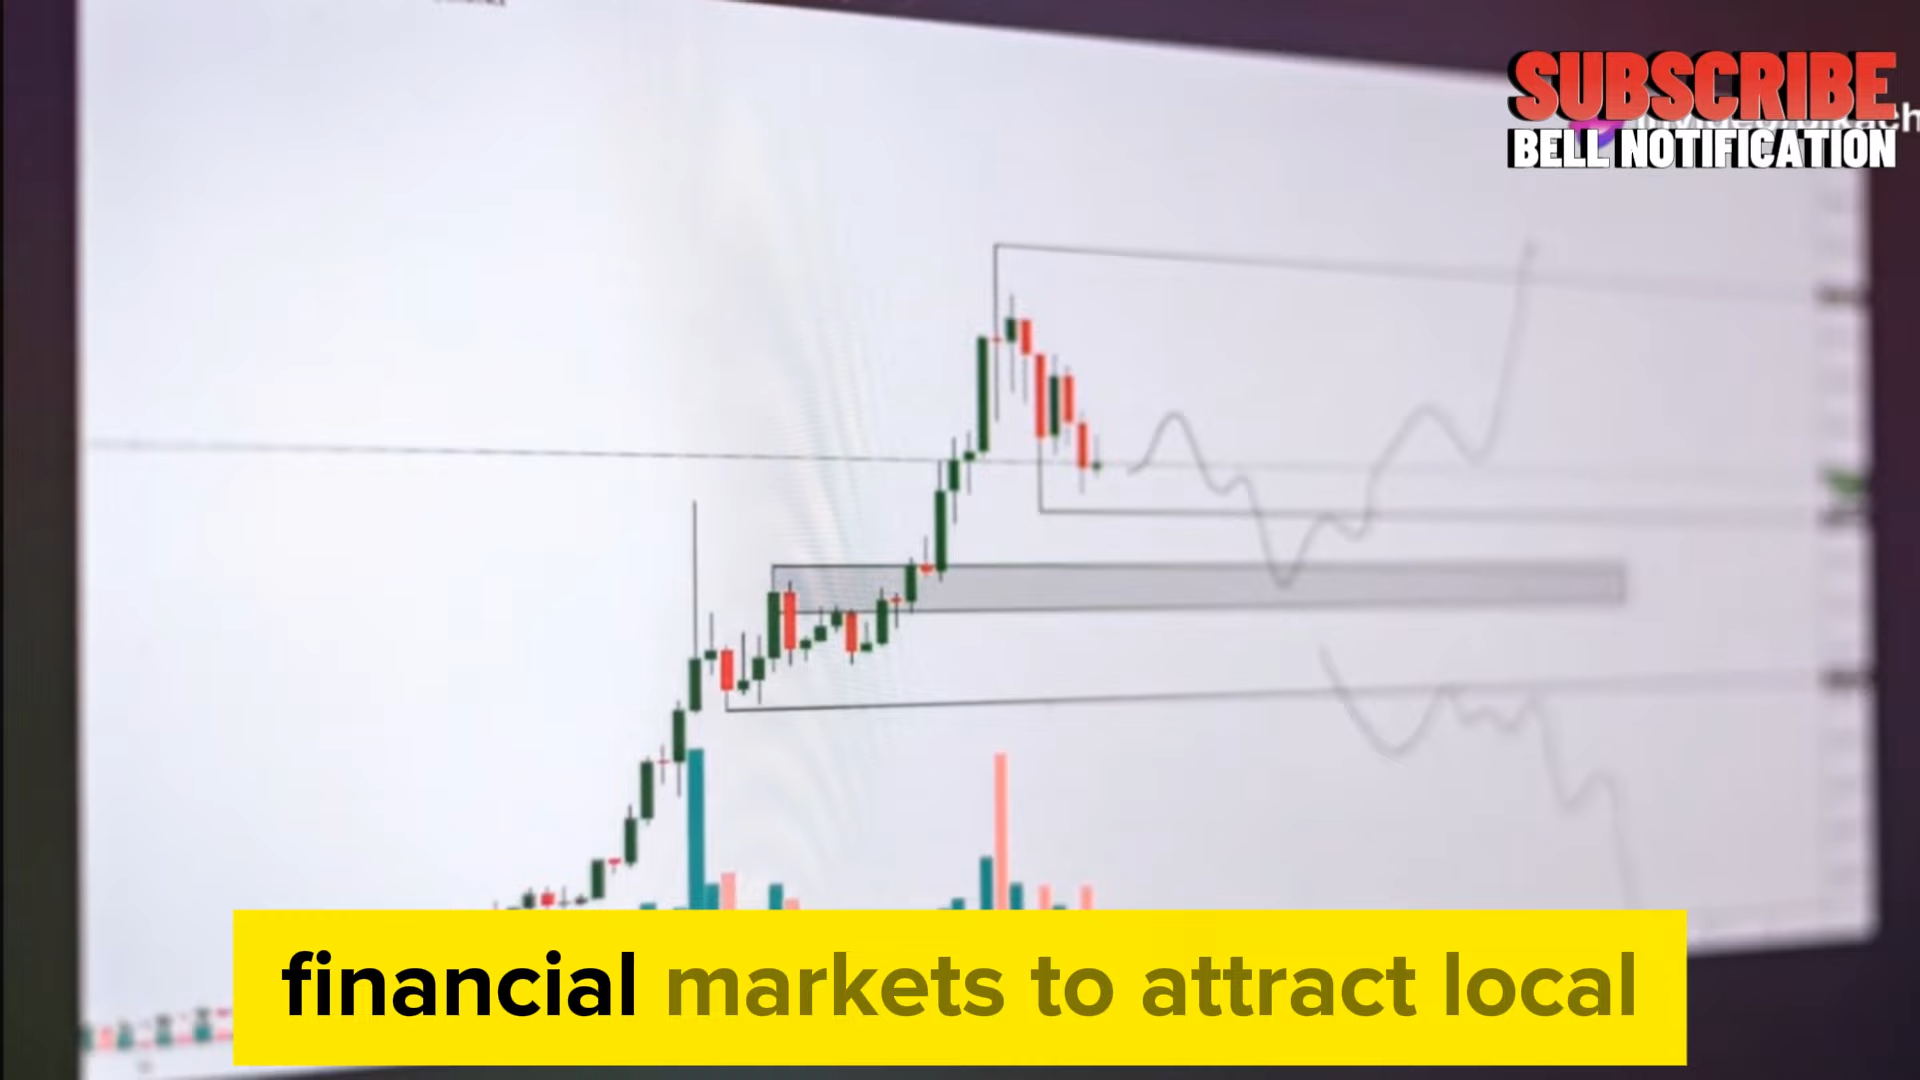 SUBSCRIBE
BELL NOTIFICATION
financial markets to attract local